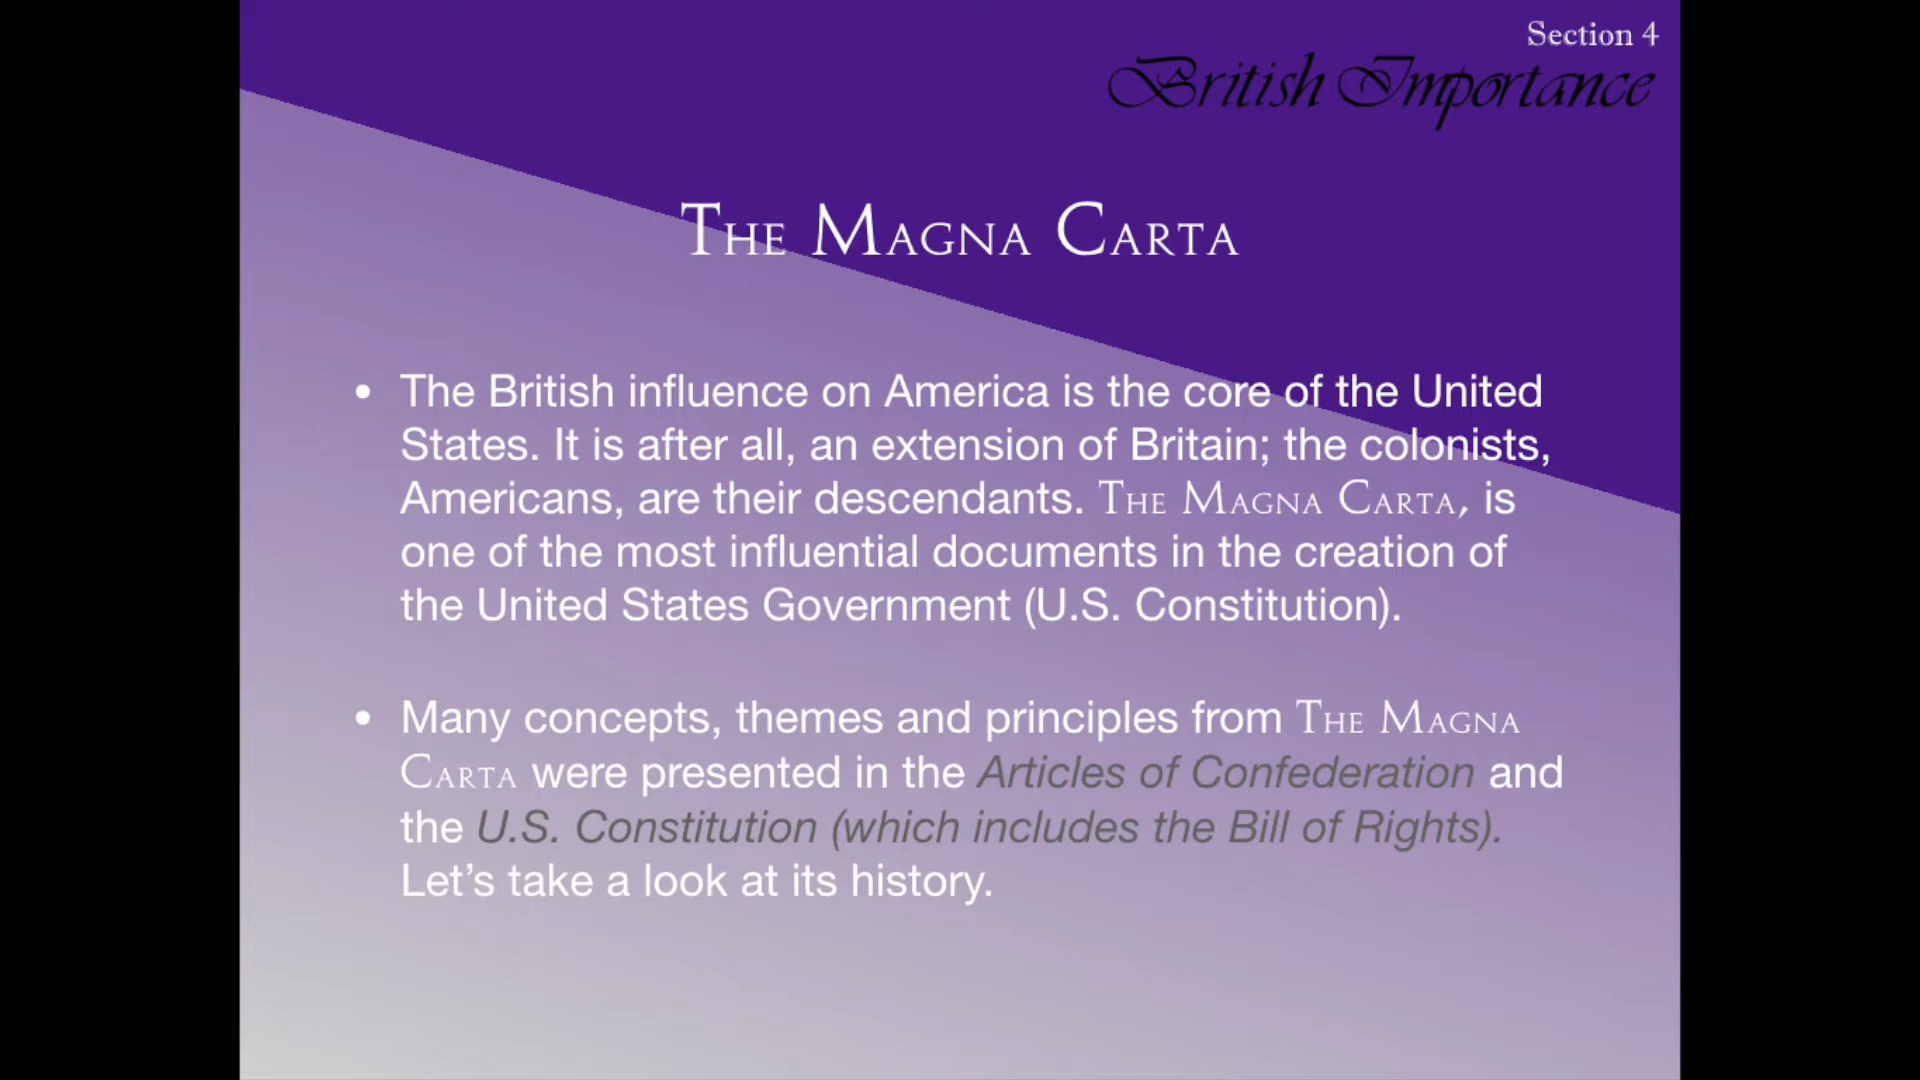 Section 4
British Importance
The Magna Carta
• The British influence on America is the core of the United
States. It is after all, an extension of Britain; the colonists,
Americans, are their descendants. The Magna Carta, is
one of the most influential documents in the creation of
the United States Government (U.S. Constitution).
• Many concepts, themes and principles from The Magna
Carta were presented in the Articles of Confederation and
the U.S. Constitution (which includes the Bill of Rights).
Let’s take a look at its history.